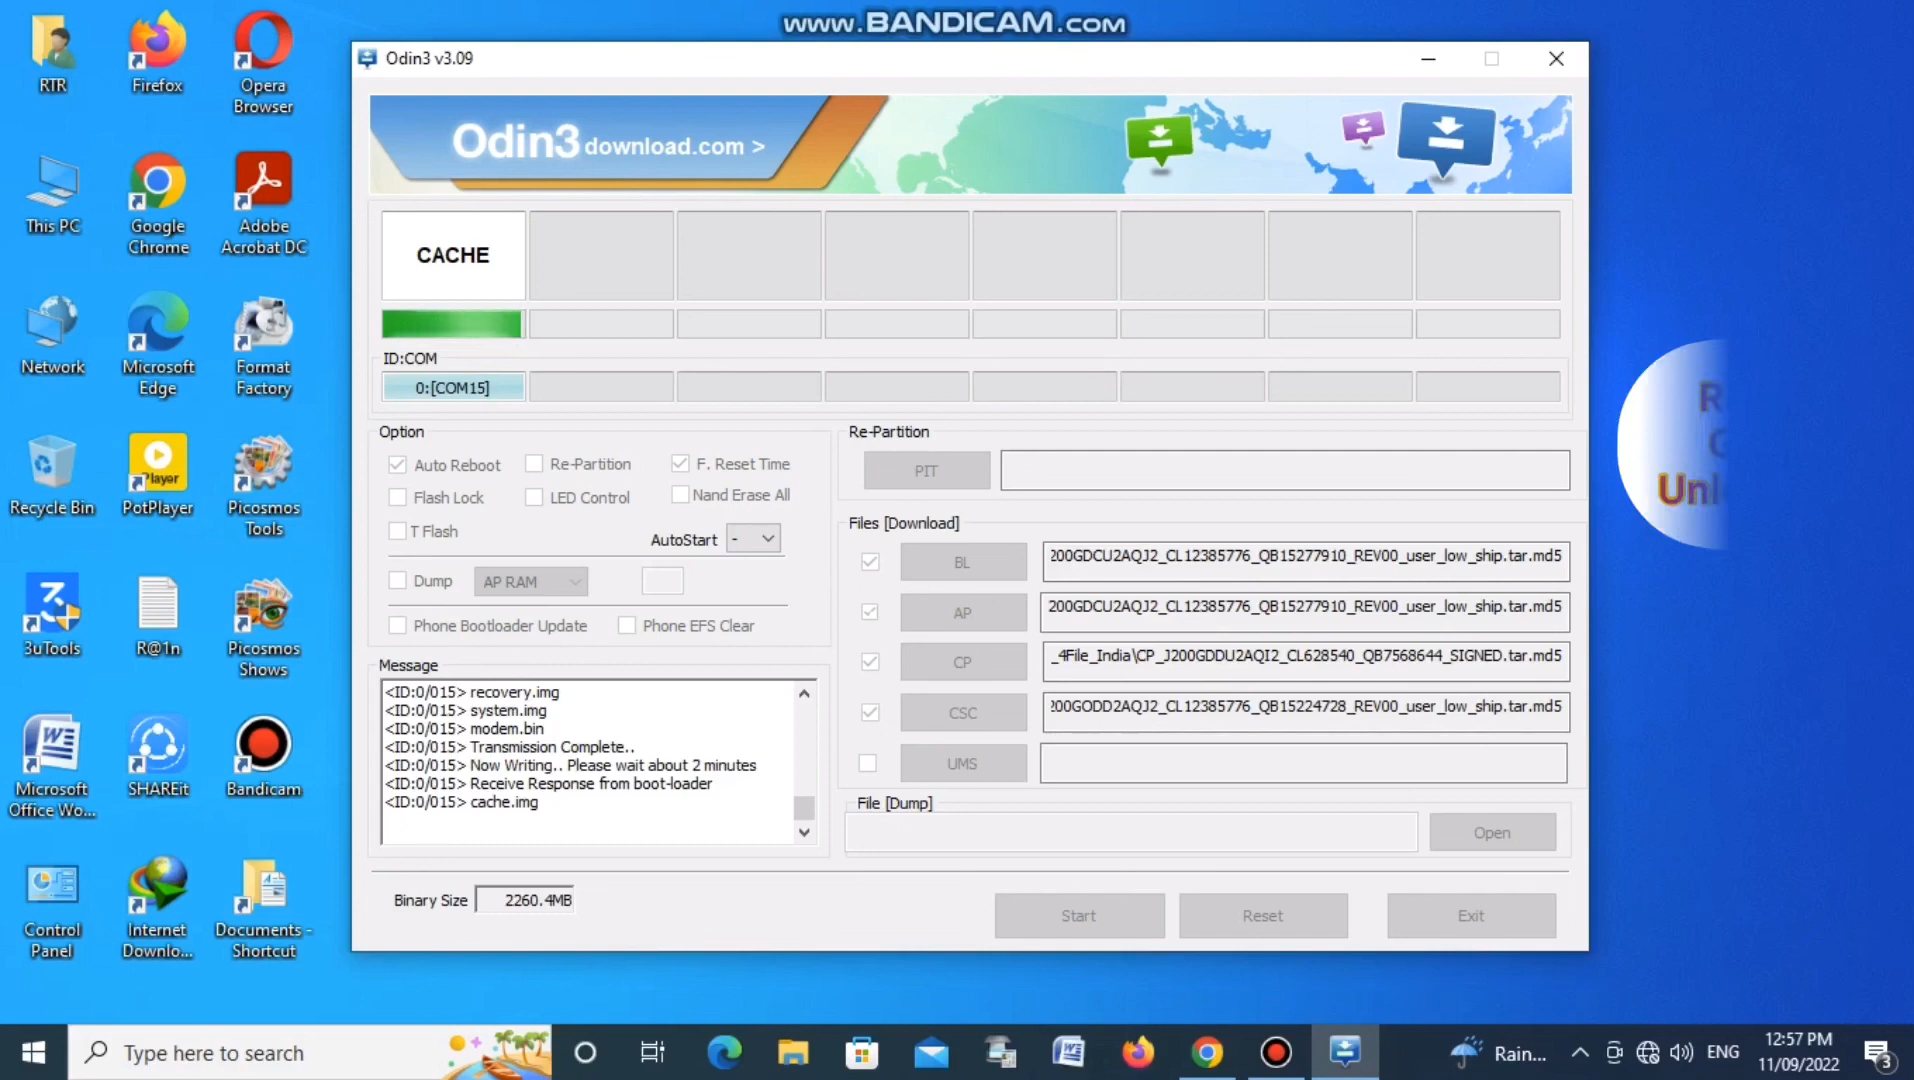 www.BANDICAM.com
RTR
Firefox
Opera
Browser
This PC
Google
Chrome
Adobe
Acrobat DC
Network
Microsoft
Edge
Format
Factory
Recycle Bin
Player
PotPlayer
Picosmos
Tools
3uTools
R@1n
Picosmos
Shows
Microsoft
Office Wo...
SHAREit
Bandicam
Control
Panel
Internet
Downlo...
Documents -
Shortcut
Odin3 v3.09
Odin3 download.com >
CACHE
ID:COM
0:[COM15]
Option
Auto Reboot
Re-Partition
F. Reset Time
Flash Lock
LED Control
Nand Erase All
T Flash
AutoStart
-
Dump
AP RAM
Phone Bootloader Update
Phone EFS Clear
Message
<ID:0/015> recovery.img
<ID:0/015> system.img
<ID:0/015> modem.bin
<ID:0/015> Transmission Complete..
<ID:0/015> Now Writing.. Please wait about 2 minutes
<ID:0/015> Receive Response from boot-loader
<ID:0/015> cache.img
Re-Partition
PIT
Files [Download]
BL
200GDCU2AQJ2_CL12385776_QB15277910_REV00_user_low_ship.tar.md5
AP
200GDCU2AQJ2_CL12385776_QB15277910_REV00_user_low_ship.tar.md5
CP
_4File_India\CP_J200GDDU2AQI2_CL628540_QB7568644_SIGNED.tar.md5
CSC
200GODD2AQJ2_CL12385776_QB15224728_REV00_user_low_ship.tar.md5
UMS
File [Dump]
Open
Binary Size
2260.4MB
Start
Reset
Exit
Type here to search
Rain...
ENG
12:57 PM
11/09/2022
3